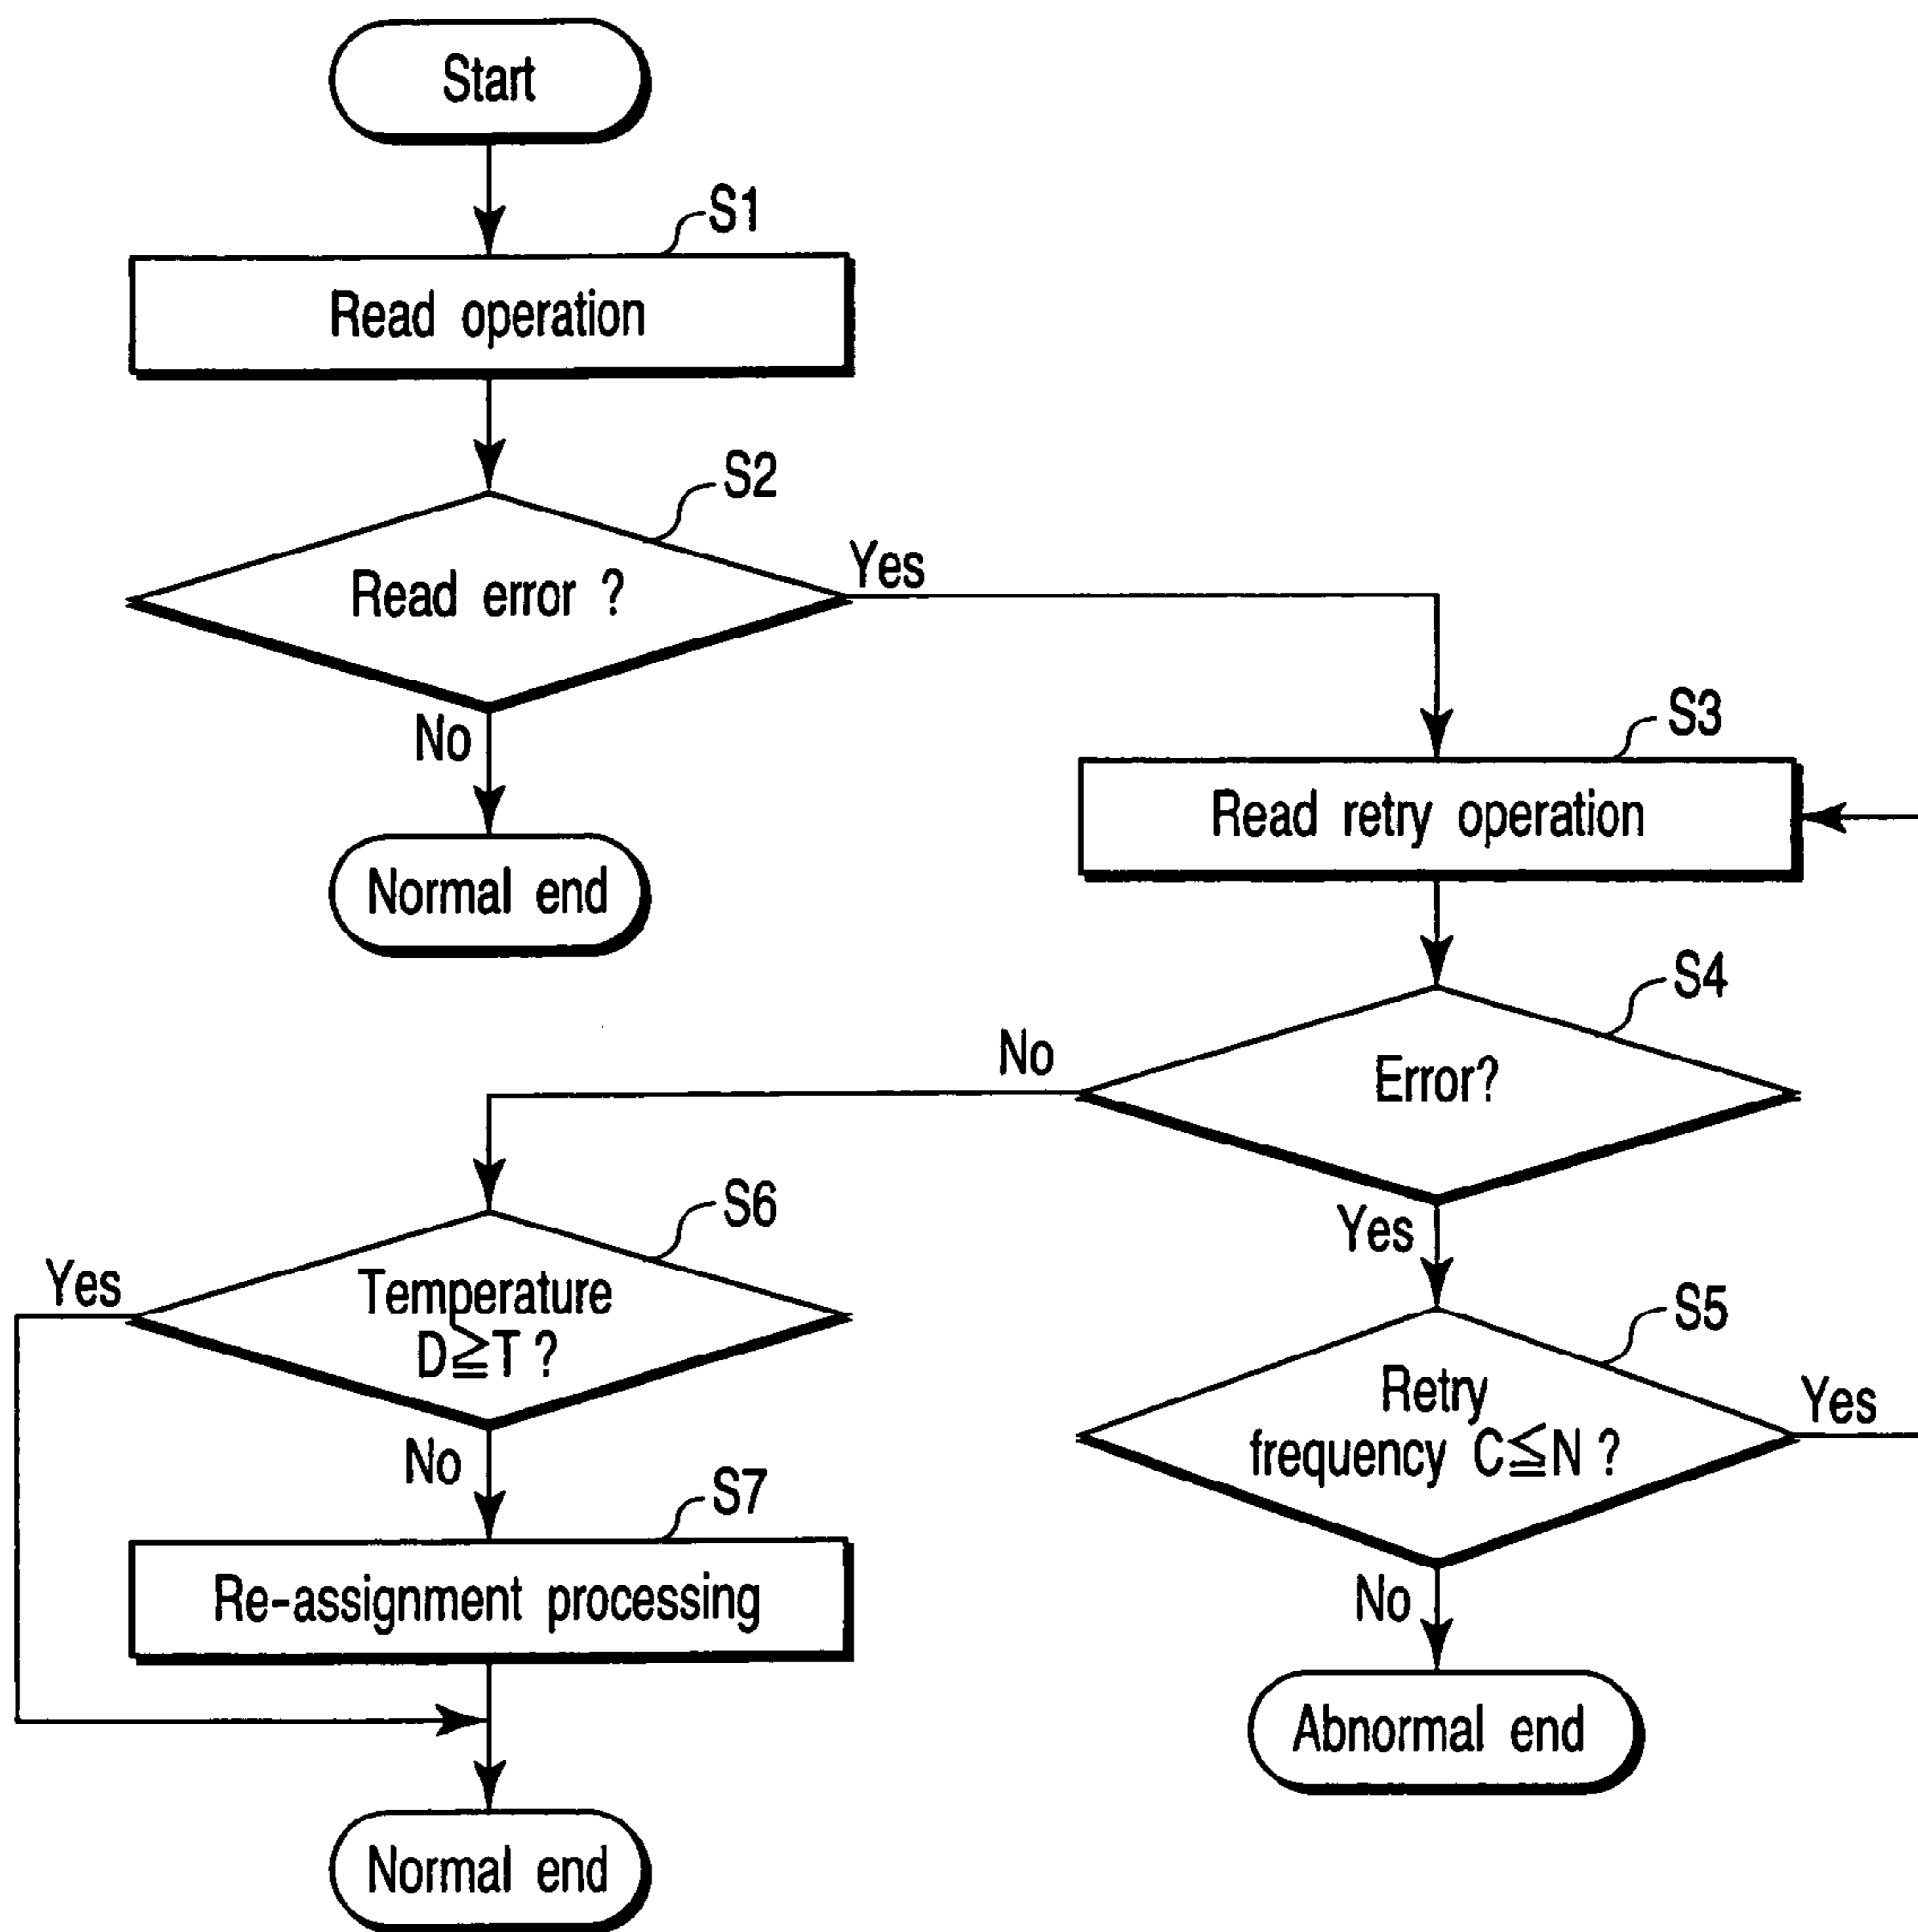 Start
S1
Read operation
S2
Read error ?
Yes
No
Normal end
S3
Read retry operation
S4
Error?
No
Yes
S5
Retry
frequency C≦N ?
Yes
No
Abnormal end
S6
Temperature
D≧T ?
Yes
No
S7
Re-assignment processing
Normal end